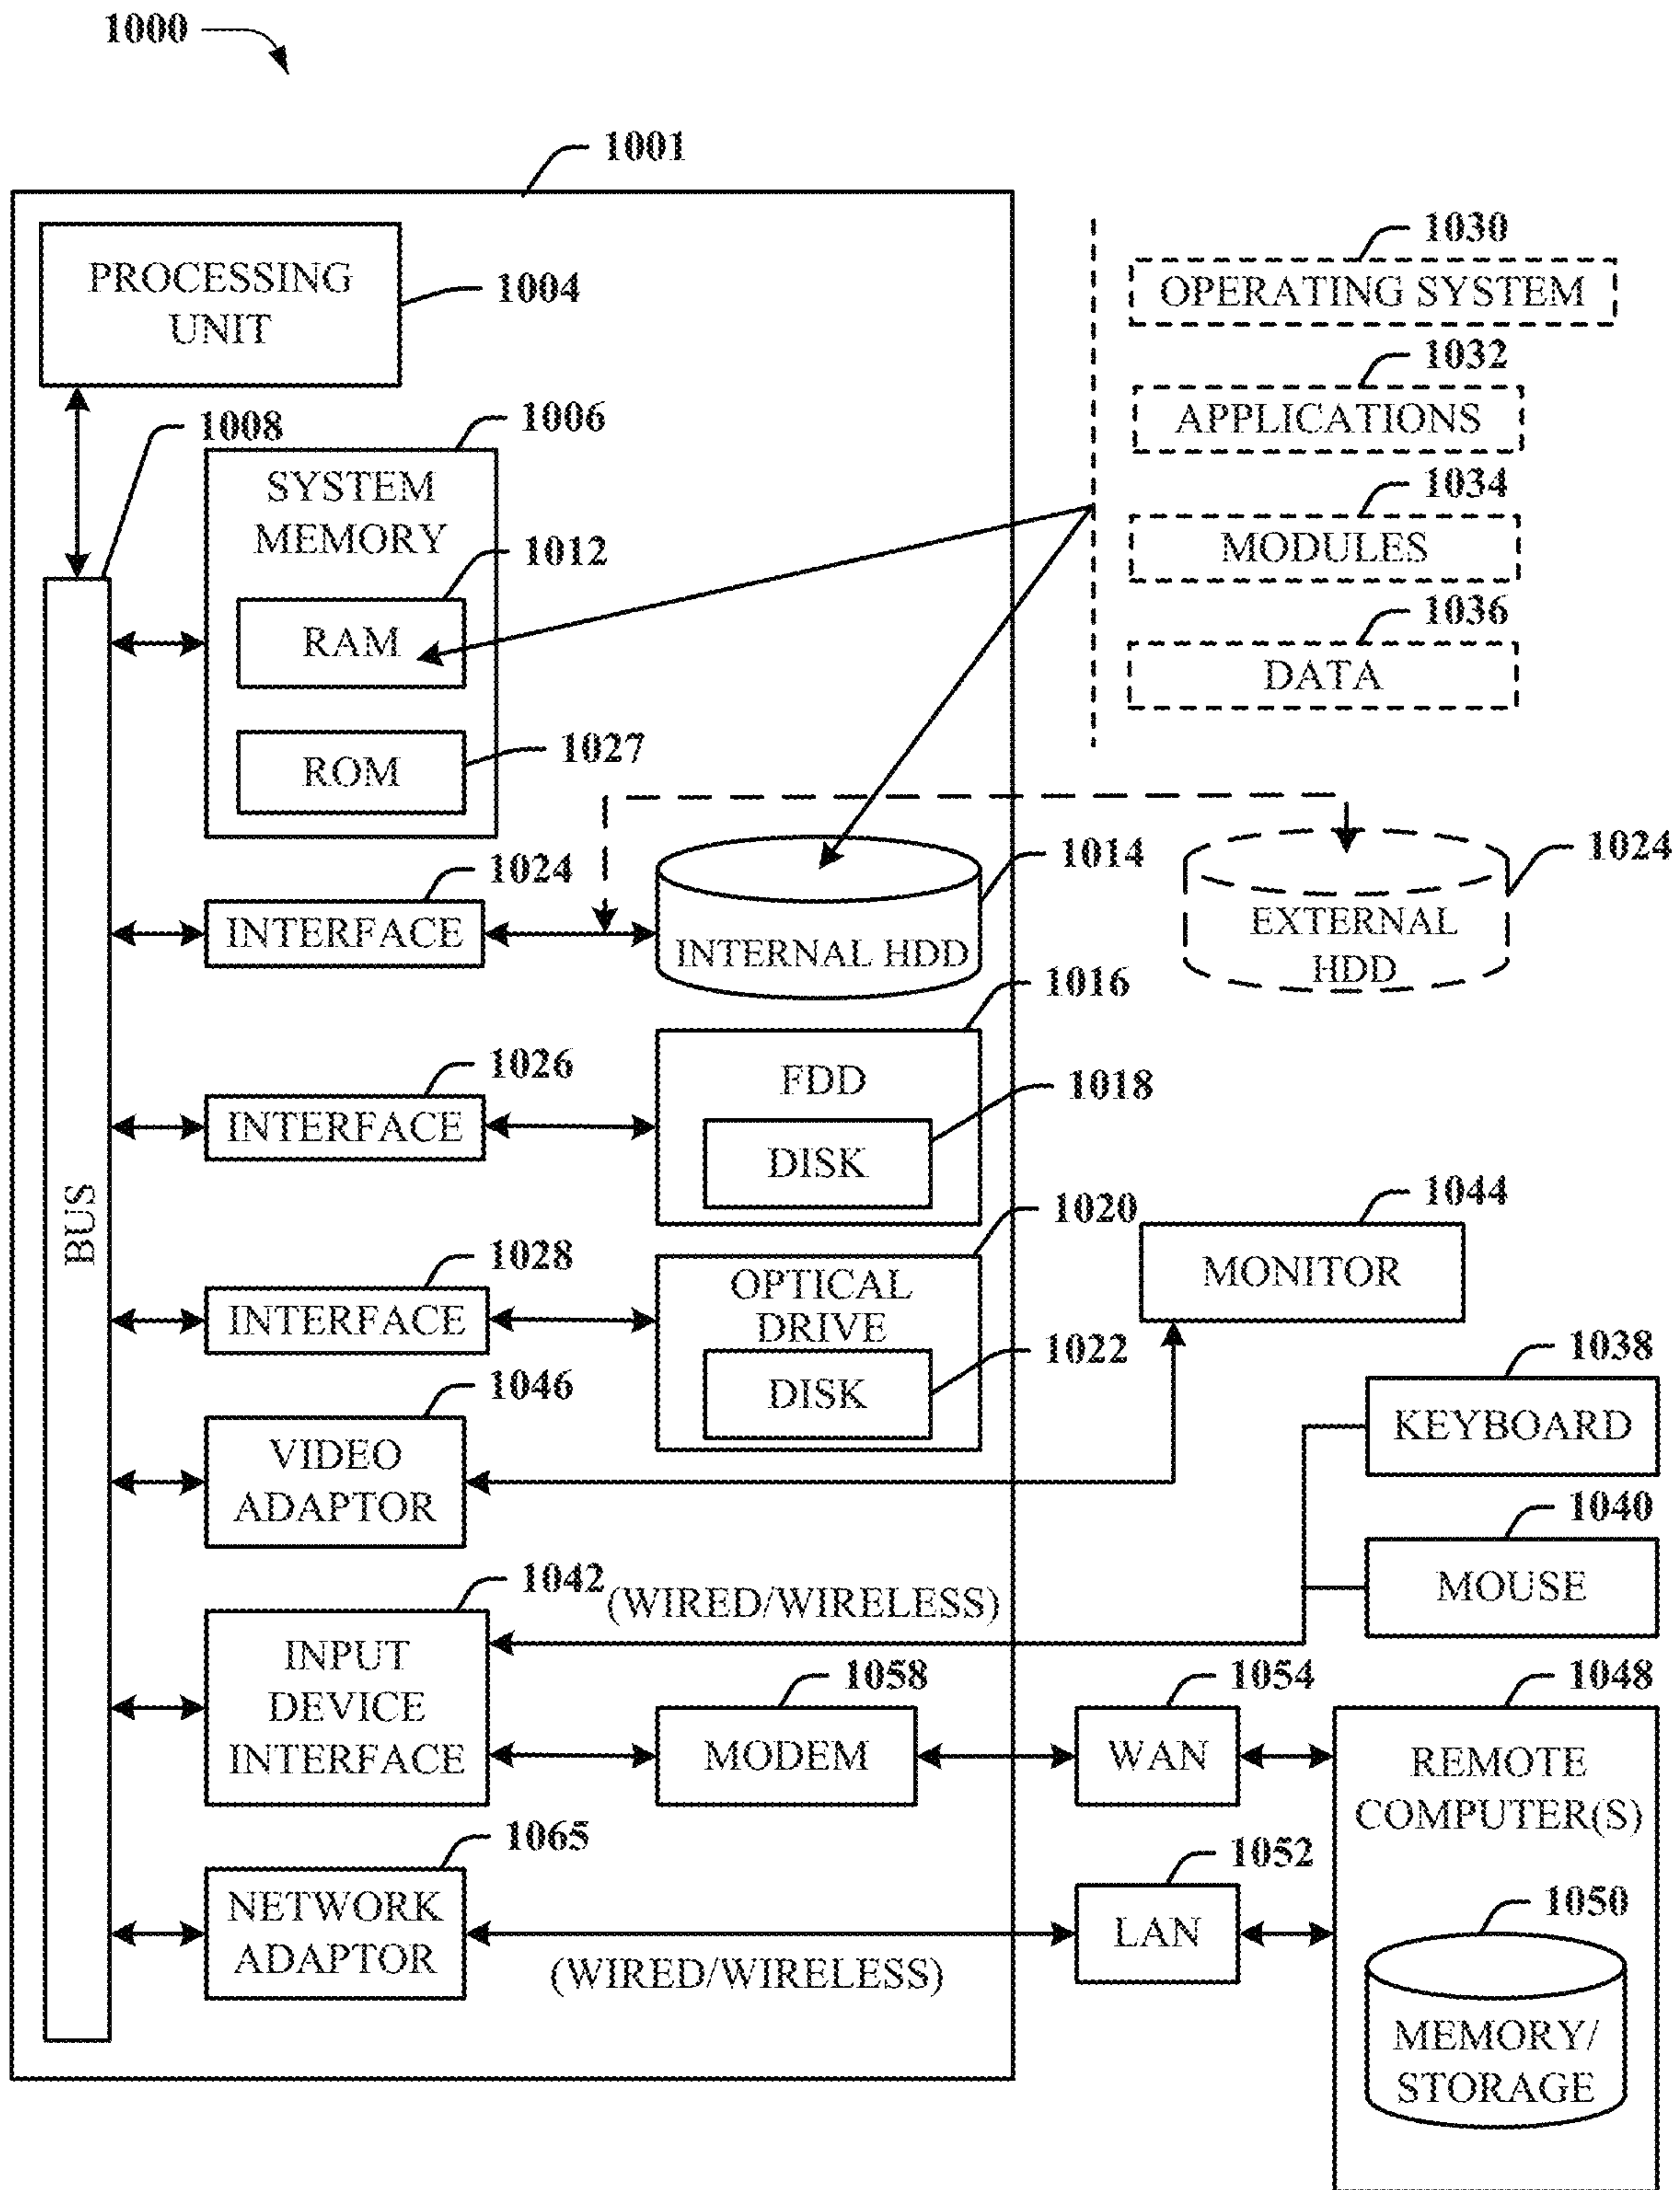 1000
1001
PROCESSING
UNIT
1004
1030
OPERATING SYSTEM
1032
APPLICATIONS
1034
MODULES
1036
DATA
1008
1006
SYSTEM
MEMORY
1012
RAM
1027
ROM
1024
INTERFACE
1014
INTERNAL HDD
1024
EXTERNAL
HDD
1016
1026
INTERFACE
FDD
1018
DISK
BUS
1020
1028
INTERFACE
OPTICAL
DRIVE
1022
DISK
1044
MONITOR
1046
VIDEO
ADAPTOR
1038
KEYBOARD
1040
MOUSE
1042
(WIRED/WIRELESS)
INPUT
DEVICE
INTERFACE
1058
MODEM
1054
WAN
1048
REMOTE
COMPUTER(S)
1065
NETWORK
ADAPTOR
(WIRED/WIRELESS)
1052
LAN
1050
MEMORY/
STORAGE